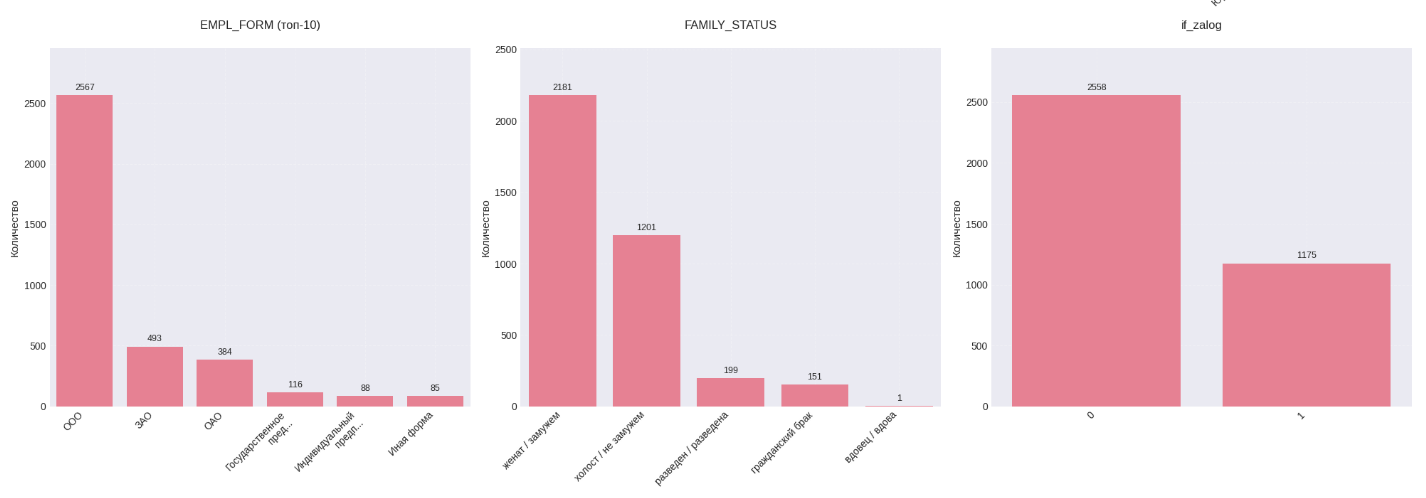 EMPL_FORM (топ-10)
Количество
2500
2000
1500
1000
500
0
2567
493
384
116
88
85
ООО
ЗАО
ОАО
Государственное
пред...
Индивидуальный
предп...
Иная форма
FAMILY_STATUS
Количество
2500
2000
1500
1000
500
0
2181
1201
199
151
1
женат / замужем
холост / не замужем
разведен / разведена
гражданский брак
вдовец / вдова
if_zalog
Количество
2500
2000
1500
1000
500
0
2558
1175
0
1